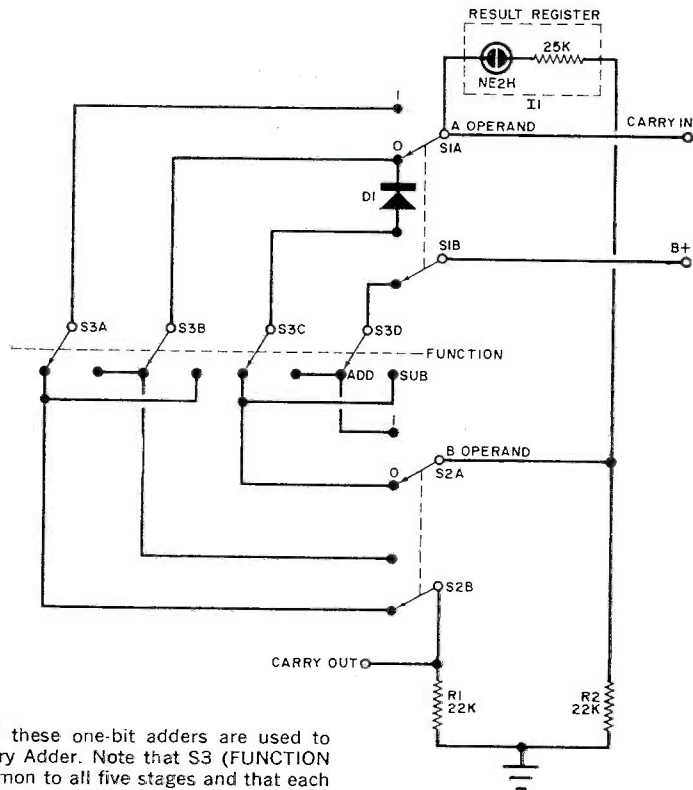 RESULT REGISTER
25K
NE2H
I1
1
A OPERAND
CARRY IN
S1A
0
D1
S1B
B+
S3A
S3B
S3C
S3D
FUNCTION
ADD
SUB
1
B OPERAND
0
S2A
S2B
CARRY OUT
R1
22K
R2
22K
these one-bit adders are used to
ry Adder. Note that S3 (FUNCTION
mon to all five stages and that each